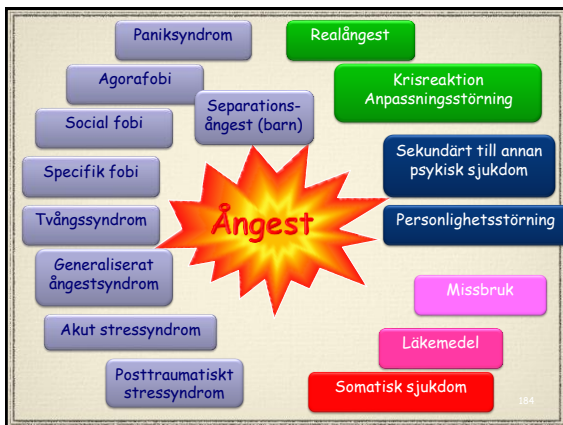 Paniksyndrom
Realångest
Agorafobi
Krisreaktion
Anpassningsstörning
Separations-
ångest (barn)
Social fobi
Sekundärt till annan
psykisk sjukdom
Specifik fobi
Ångest
Tvångssyndrom
Personlighetsstörning
Generaliserat
ångestsyndrom
Missbruk
Akut stressyndrom
Läkemedel
Posttraumatiskt
stressyndrom
Somatisk sjukdom
184